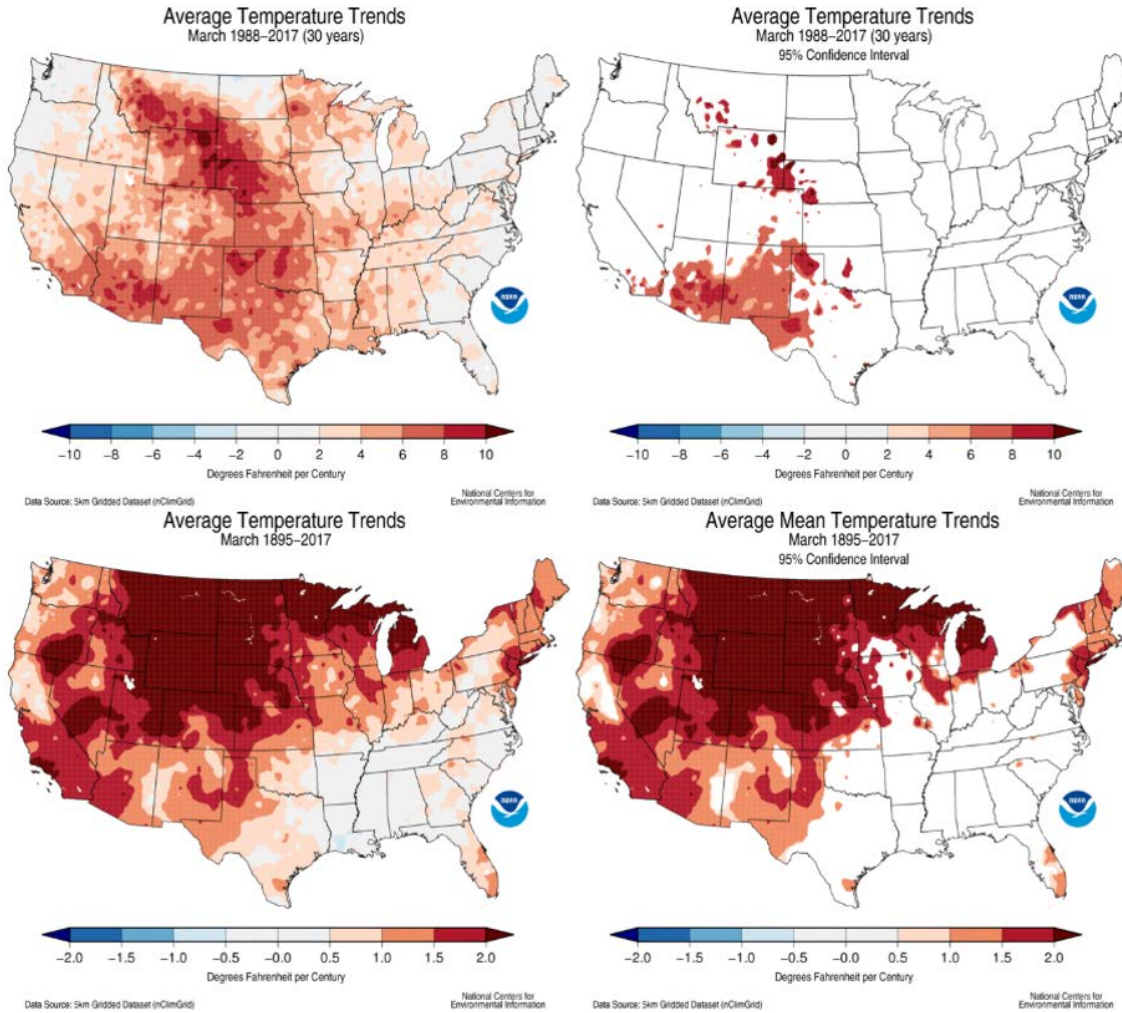 Average Temperature Trends
March 1988–2017 (30 years)
noaa
−10 −8 −6 −4 −2 0 2 4 6 8 10
Degrees Fahrenheit per Century
Data Source: 5km Gridded Dataset (nClimGrid)
National Centers for
Environmental Information
Average Temperature Trends
March 1988–2017 (30 years)
95% Confidence Interval
noaa
−10 −8 −6 −4 −2 0 2 4 6 8 10
Degrees Fahrenheit per Century
Data Source: 5km Gridded Dataset (nClimGrid)
National Centers for
Environmental Information
Average Temperature Trends
March 1895–2017
noaa
−2.0 −1.5 −1.0 −0.5 −0.0 0.5 1.0 1.5 2.0
Degrees Fahrenheit per Century
Data Source: 5km Gridded Dataset (nClimGrid)
National Centers for
Environmental Information
Average Mean Temperature Trends
March 1895–2017
95% Confidence Interval
noaa
−2.0 −1.5 −1.0 −0.5 −0.0 0.5 1.0 1.5 2.0
Degrees Fahrenheit per Century
Data Source: 5km Gridded Dataset (nClimGrid)
National Centers for
Environmental Information